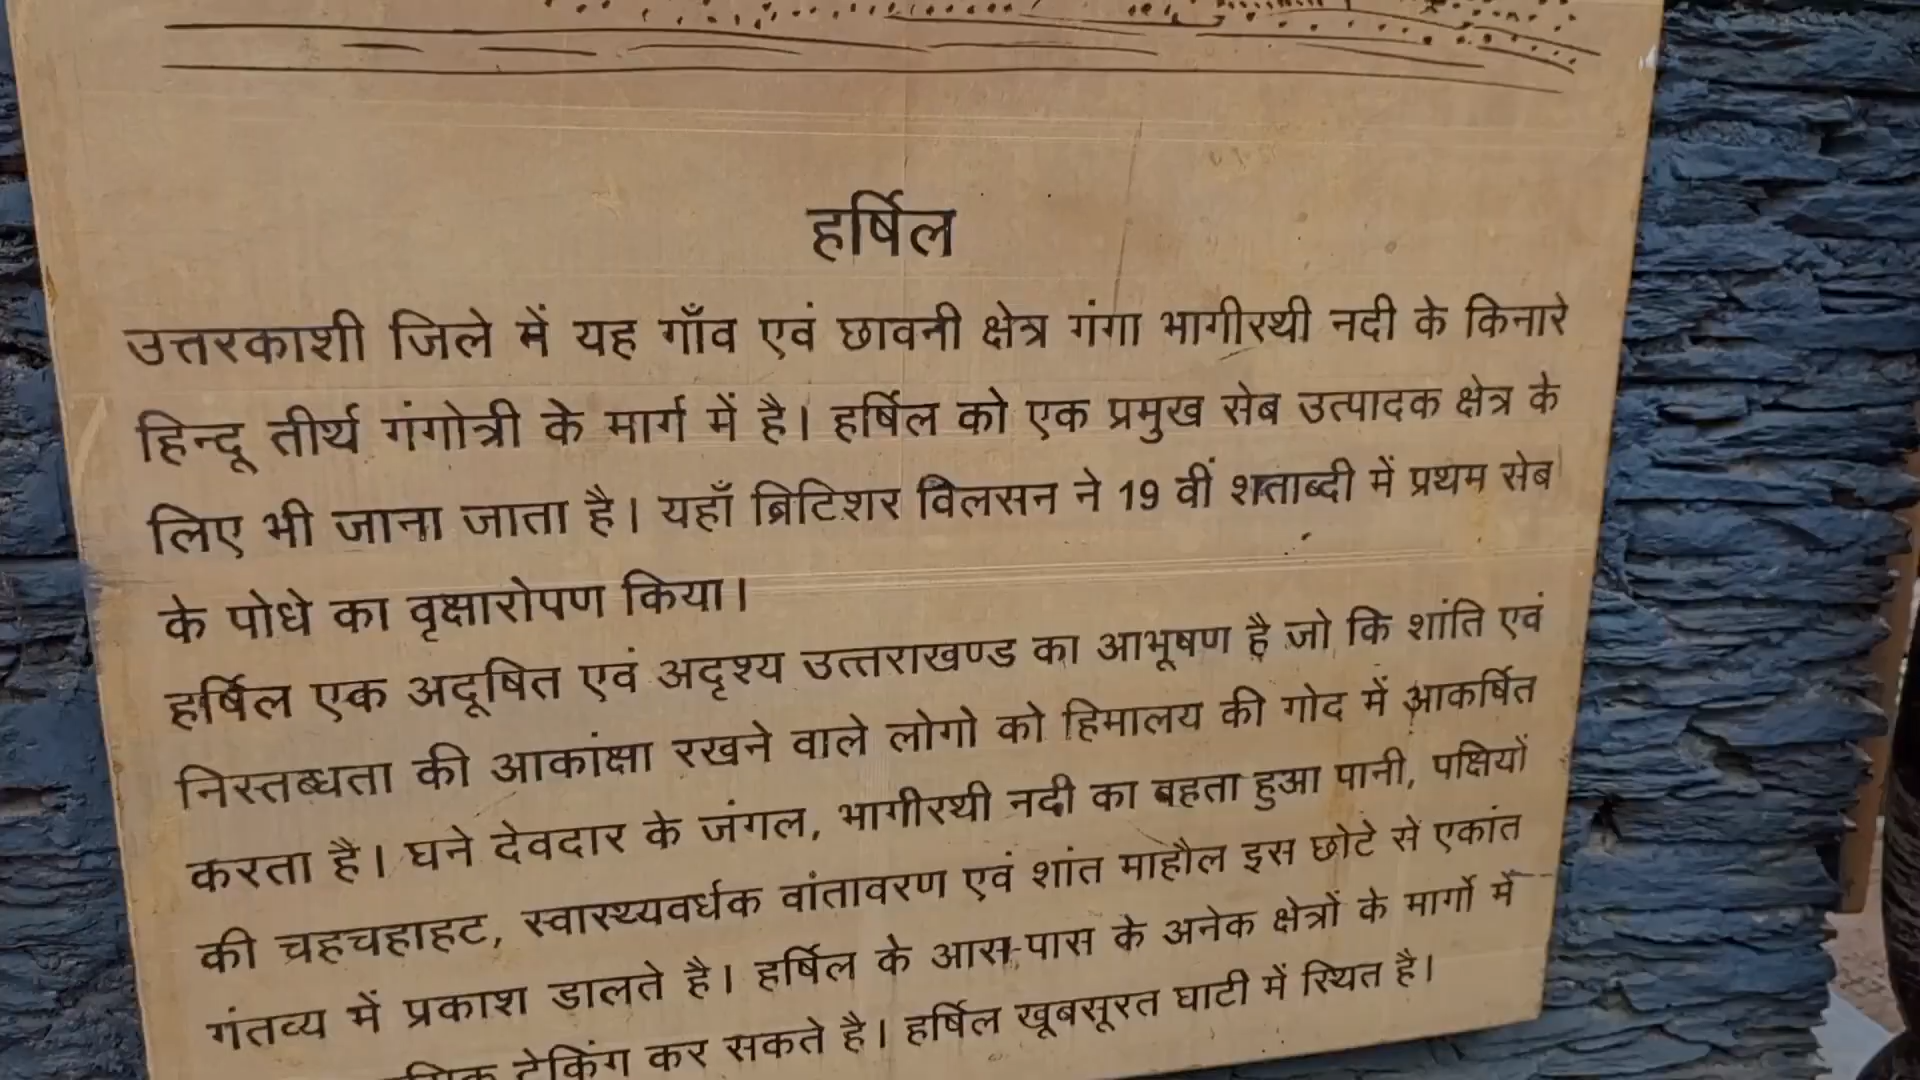 हर्षिल
उत्तरकाशी जिले में यह गाँव एवं छावनी क्षेत्र गंगा भागीरथी नदी के किनारे
हिन्दू तीर्थ गंगोत्री के मार्ग में है। हर्षिल को एक प्रमुख सेब उत्पादक क्षेत्र के
लिए भी जाना जाता है। यहाँ ब्रिटिशर विलसन ने 19 वीं शताब्दी में प्रथम सेब
के पोधे का वृक्षारोपण किया।
हर्षिल एक अदूषित एवं अदृश्य उत्तराखण्ड का आभूषण है जो कि शांति एवं
निस्तब्धता की आकांक्षा रखने वाले लोगो को हिमालय की गोद में आकर्षित
करता है। घने देवदार के जंगल, भागीरथी नदी का बहता हुआ पानी, पक्षियों
की चहचहाहट, स्वास्थ्यवर्धक वांतावरण एवं शांत माहौल इस छोटे से एकांत
गंतव्य में प्रकाश डालते है। हर्षिल के आस-पास के अनेक क्षेत्रों के मार्गो में
ट्रेकिंग कर सकते है। हर्षिल खूबसूरत घाटी में स्थित है।